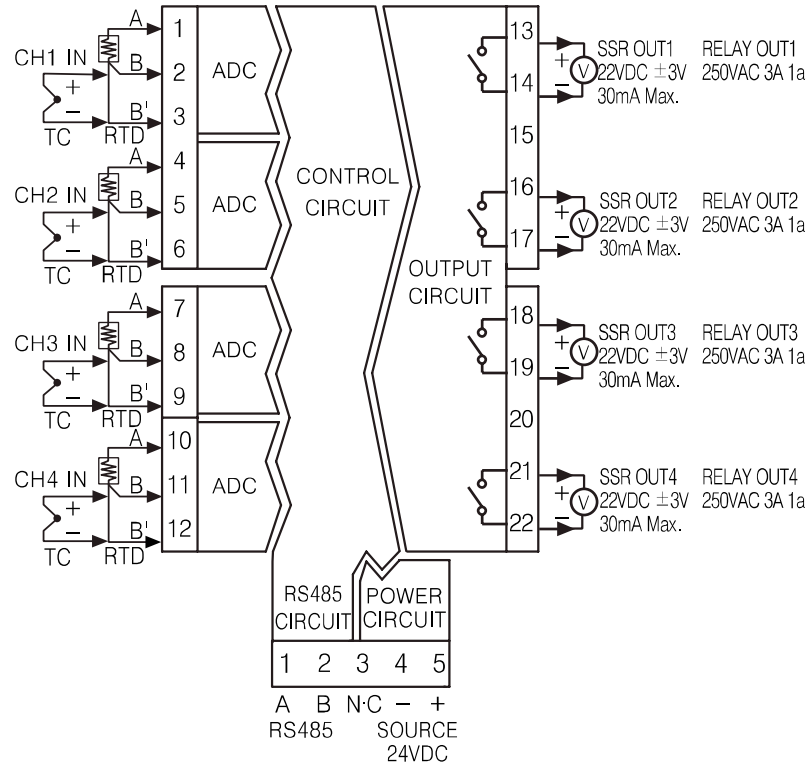 CH1 IN
A
B
B'
+
−
TC
RTD
1
2
3
ADC
CH2 IN
A
B
B'
+
−
TC
RTD
4
5
6
ADC
CH3 IN
A
B
B'
+
−
TC
RTD
7
8
9
ADC
CH4 IN
A
B
B'
+
−
TC
RTD
10
11
12
ADC
CONTROL
CIRCUIT
OUTPUT
CIRCUIT
13
14
15
16
17
18
19
20
21
22
+
−
V
SSR OUT1
22VDC ±3V
30mA Max.
RELAY OUT1
250VAC 3A 1a
+
−
V
SSR OUT2
22VDC ±3V
30mA Max.
RELAY OUT2
250VAC 3A 1a
+
−
V
SSR OUT3
22VDC ±3V
30mA Max.
RELAY OUT3
250VAC 3A 1a
+
−
V
SSR OUT4
22VDC ±3V
30mA Max.
RELAY OUT4
250VAC 3A 1a
RS485
CIRCUIT
POWER
CIRCUIT
1 2 3 4 5
A B N·C − +
RS485
SOURCE
24VDC